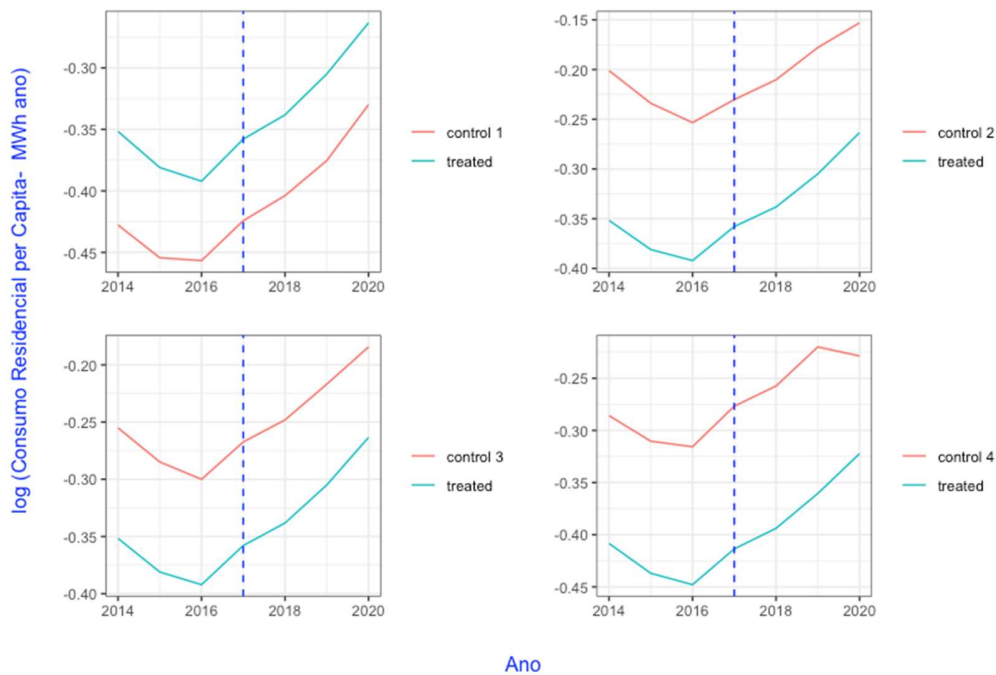 log (Consumo Residencial per Capita-  MWh ano)
-0.30
-0.35
-0.40
-0.45
2014 2016 2018 2020
control 1
treated
-0.15
-0.20
-0.25
-0.30
-0.35
-0.40
2014 2016 2018 2020
control 2
treated
-0.20
-0.25
-0.30
-0.35
-0.40
2014 2016 2018 2020
control 3
treated
-0.25
-0.30
-0.35
-0.40
-0.45
2014 2016 2018 2020
control 4
treated
Ano